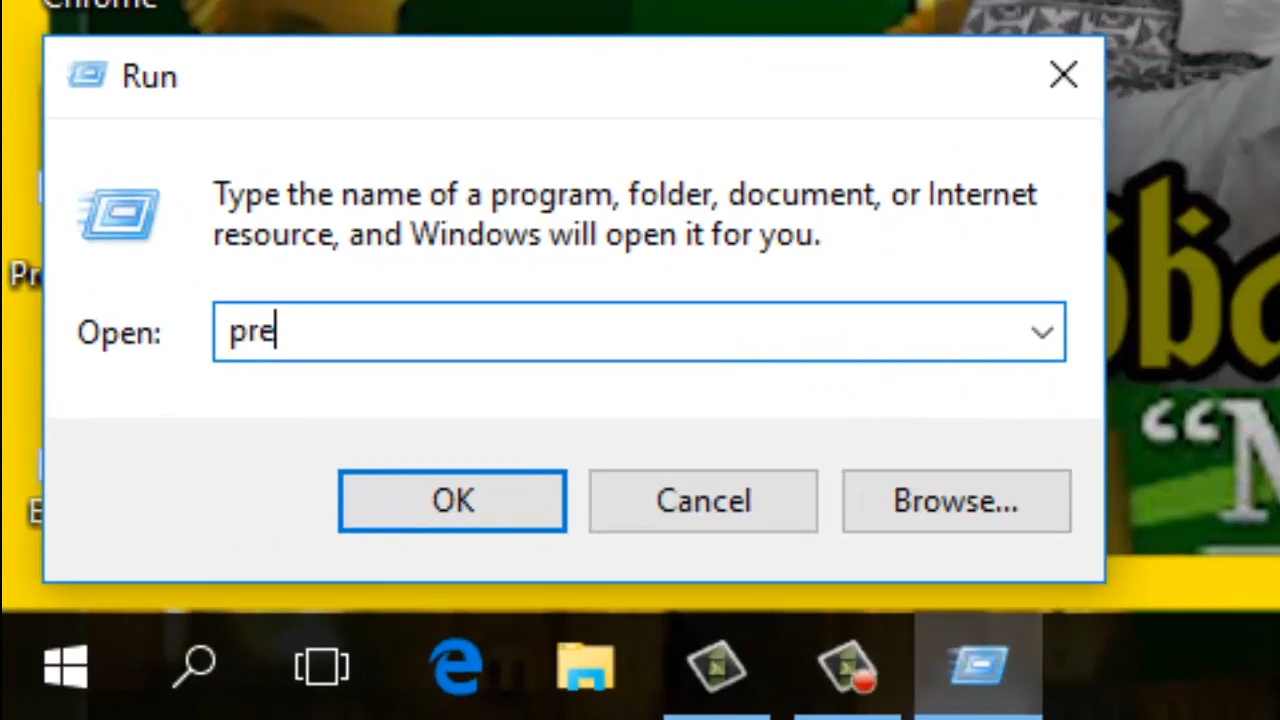 Chrome
Run
Type the name of a program, folder, document, or Internet
resource, and Windows will open it for you.
Open:
pre
OK
Cancel
Browse...